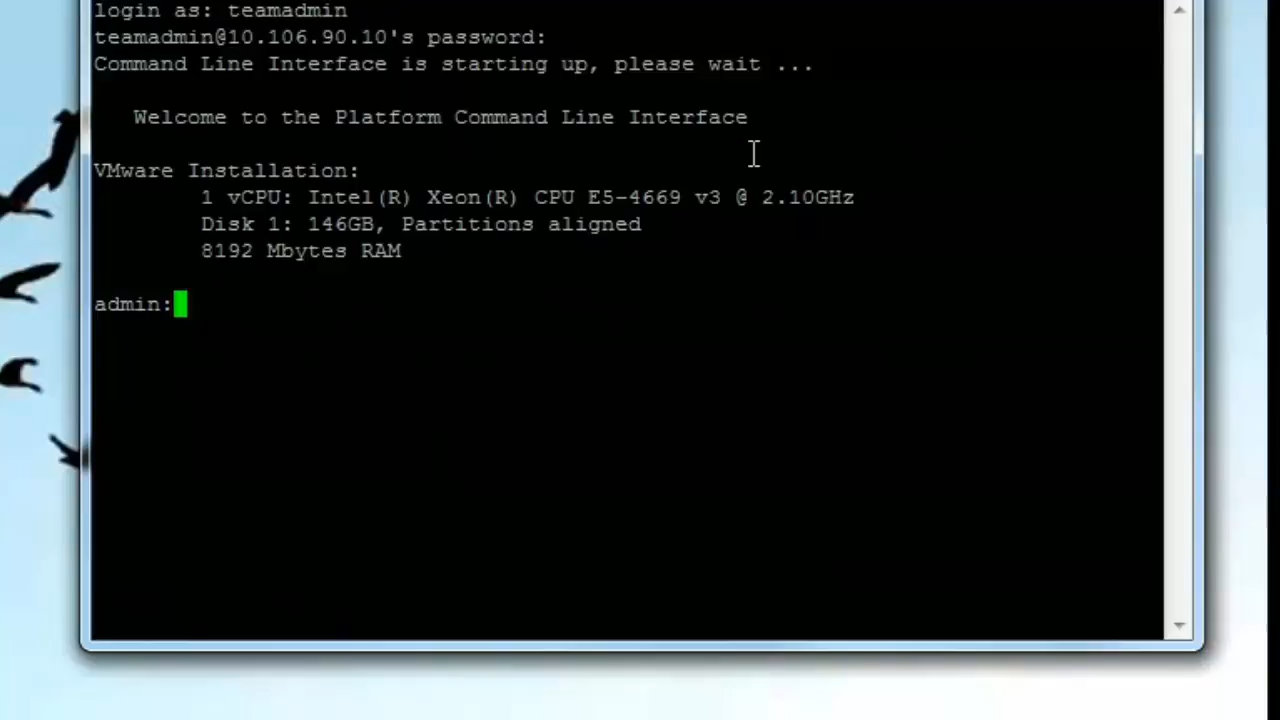 login as: teamadmin
teamadmin@10.106.90.10's password:
Command Line Interface is starting up, please wait ...
Welcome to the Platform Command Line Interface
VMware Installation:
1 vCPU: Intel(R) Xeon(R) CPU E5-4669 v3 @ 2.10GHz
Disk 1: 146GB, Partitions aligned
8192 Mbytes RAM
admin: